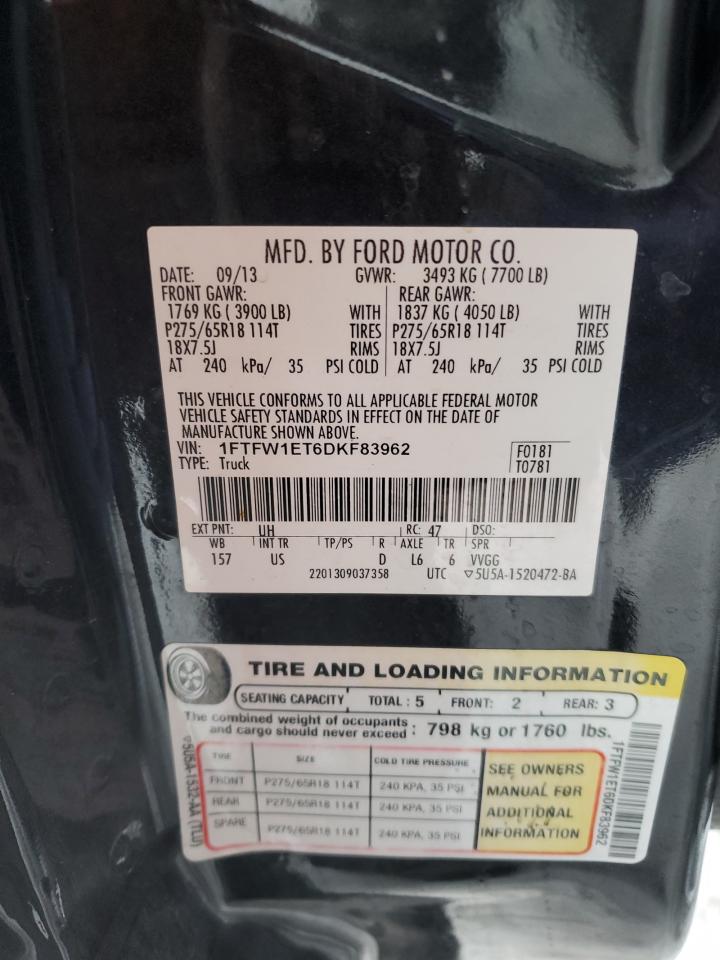 MFD. BY FORD MOTOR CO.
DATE: 09/13 GVWR: 3493 KG ( 7700 LB)
FRONT GAWR: REAR GAWR:
1769 KG ( 3900 LB) WITH 1837 KG ( 4050 LB) WITH
P275/65R18 114T TIRES P275/65R18 114T TIRES
18X7.5J RIMS 18X7.5J RIMS
AT 240 kPa/ 35 PSI COLD AT 240 kPa/ 35 PSI COLD
THIS VEHICLE CONFORMS TO ALL APPLICABLE FEDERAL MOTOR
VEHICLE SAFETY STANDARDS IN EFFECT ON THE DATE OF
MANUFACTURE SHOWN ABOVE.
VIN: 1FTFW1ET6DKF83962 F0181
TYPE: Truck T0781
EXT PNT: UH RC: 47 DSO:
WB INT TR TP/PS R AXLE TR SPR
157 US D L6 6 VVGG
2201309037358 UTC ▽5U5A-1520472-BA
TIRE AND LOADING INFORMATION
SEATING CAPACITY TOTAL : 5 FRONT: 2 REAR: 3
The combined weight of occupants
and cargo should never exceed : 798 kg or 1760 lbs.
TIRE SIZE COLD TIRE PRESSURE
FRONT P275/65R18 114T 240 KPA, 35 PSI
REAR P275/65R18 114T 240 KPA, 35 PSI
SPARE P275/65R18 114T 240 KPA, 35 PSI
SEE OWNERS
MANUAL FOR
ADDITIONAL
INFORMATION
▽5U5A-1532-AA (TLU)
1FTFW1ET6DKF83962